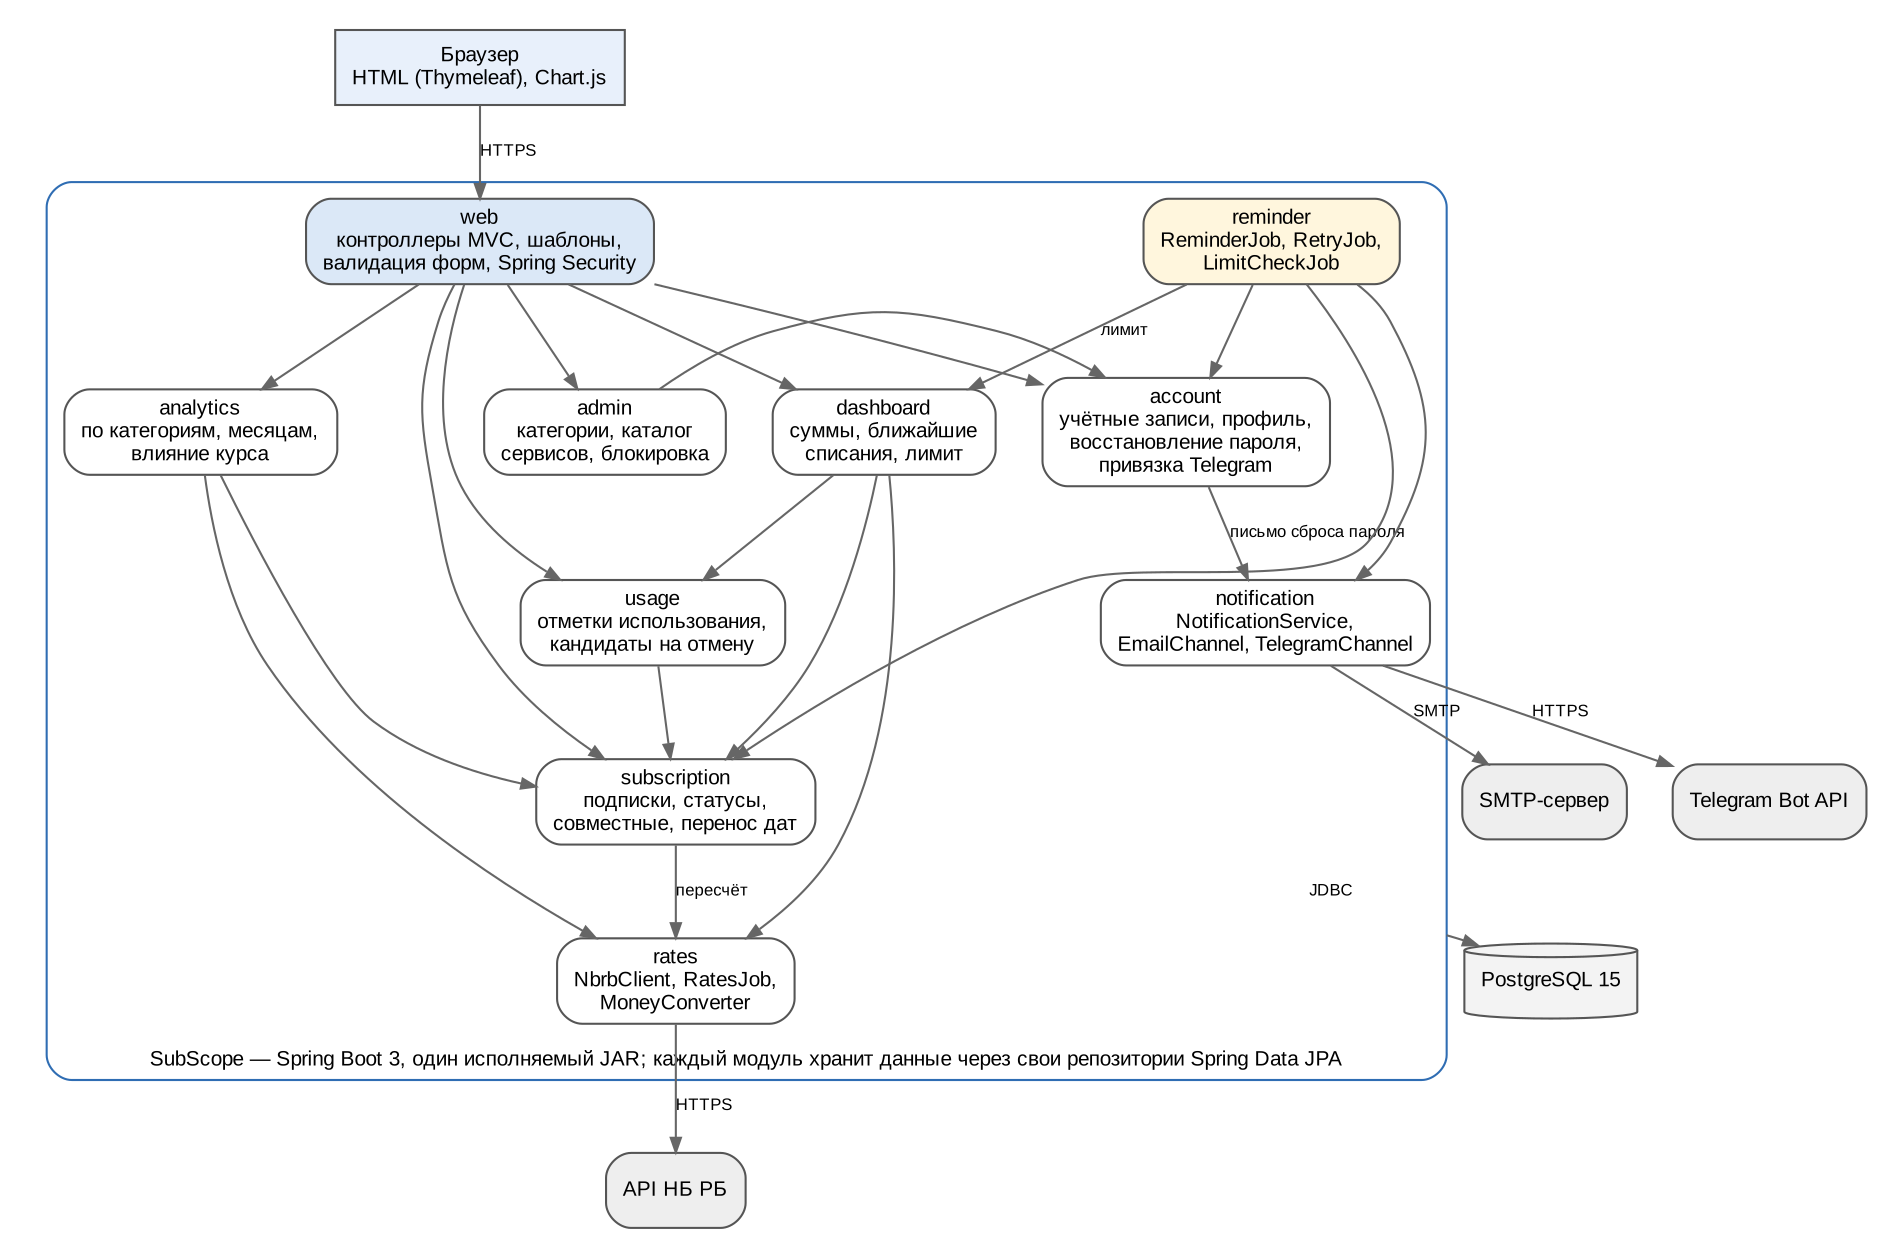 Браузер
HTML (Thymeleaf), Chart.js
HTTPS
web
контроллеры MVC, шаблоны,
валидация форм, Spring Security
reminder
ReminderJob, RetryJob,
LimitCheckJob
лимит
analytics
по категориям, месяцам,
влияние курса
admin
категории, каталог
сервисов, блокировка
dashboard
суммы, ближайшие
списания, лимит
account
учётные записи, профиль,
восстановление пароля,
привязка Telegram
письмо сброса пароля
usage
отметки использования,
кандидаты на отмену
notification
NotificationService,
EmailChannel, TelegramChannel
SMTP
HTTPS
subscription
подписки, статусы,
совместные, перенос дат
SMTP-сервер
Telegram Bot API
пересчёт
JDBC
rates
NbrbClient, RatesJob,
MoneyConverter
PostgreSQL 15
SubScope — Spring Boot 3, один исполняемый JAR; каждый модуль хранит данные через свои репозитории Spring Data JPA
HTTPS
API НБ РБ